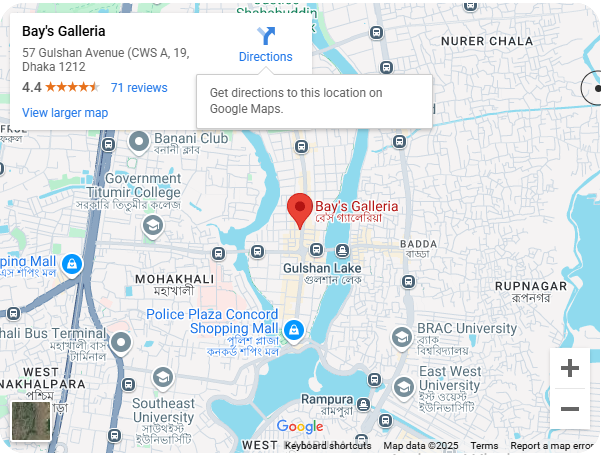 Bay's Galleria
57 Gulshan Avenue (CWS A, 19,
Dhaka 1212
4.4
71 reviews
View larger map
Directions
Get directions to this location on
Google Maps.
Shahabuddin
NURER CHALA
Banani Club
বনানী ক্লাব
Government
Titumir College
সরকারি তিতুমীর কলেজ
Bay's Galleria
বে'স গ্যালেরিয়া
BADDA
বাড্ডা
Gulshan Lake
গুলশান লেক
ping Mall
MOHAKHALI
মহাখালী
RUPNAGAR
রূপনগর
Police Plaza Concord
Shopping Mall
পুলিশ প্লাজা
কনকর্ড শপিং মল
BRAC University
ব্র্যাক
বিশ্ববিদ্যালয়
hali Bus Terminal
মহাখালী বাস
টার্মিনাল
WEST
NAKHALPARA
পশ্চিম
East West
University
ইস্ট ওয়েস্ট
ইউনিভার্সিটি
Southeast
University
সাউথইস্ট
ইউনিভার্সিটি
Rampura
রামপুরা
Google
WEST
Keyboard shortcuts
Map data ©2025
Terms
Report a map error